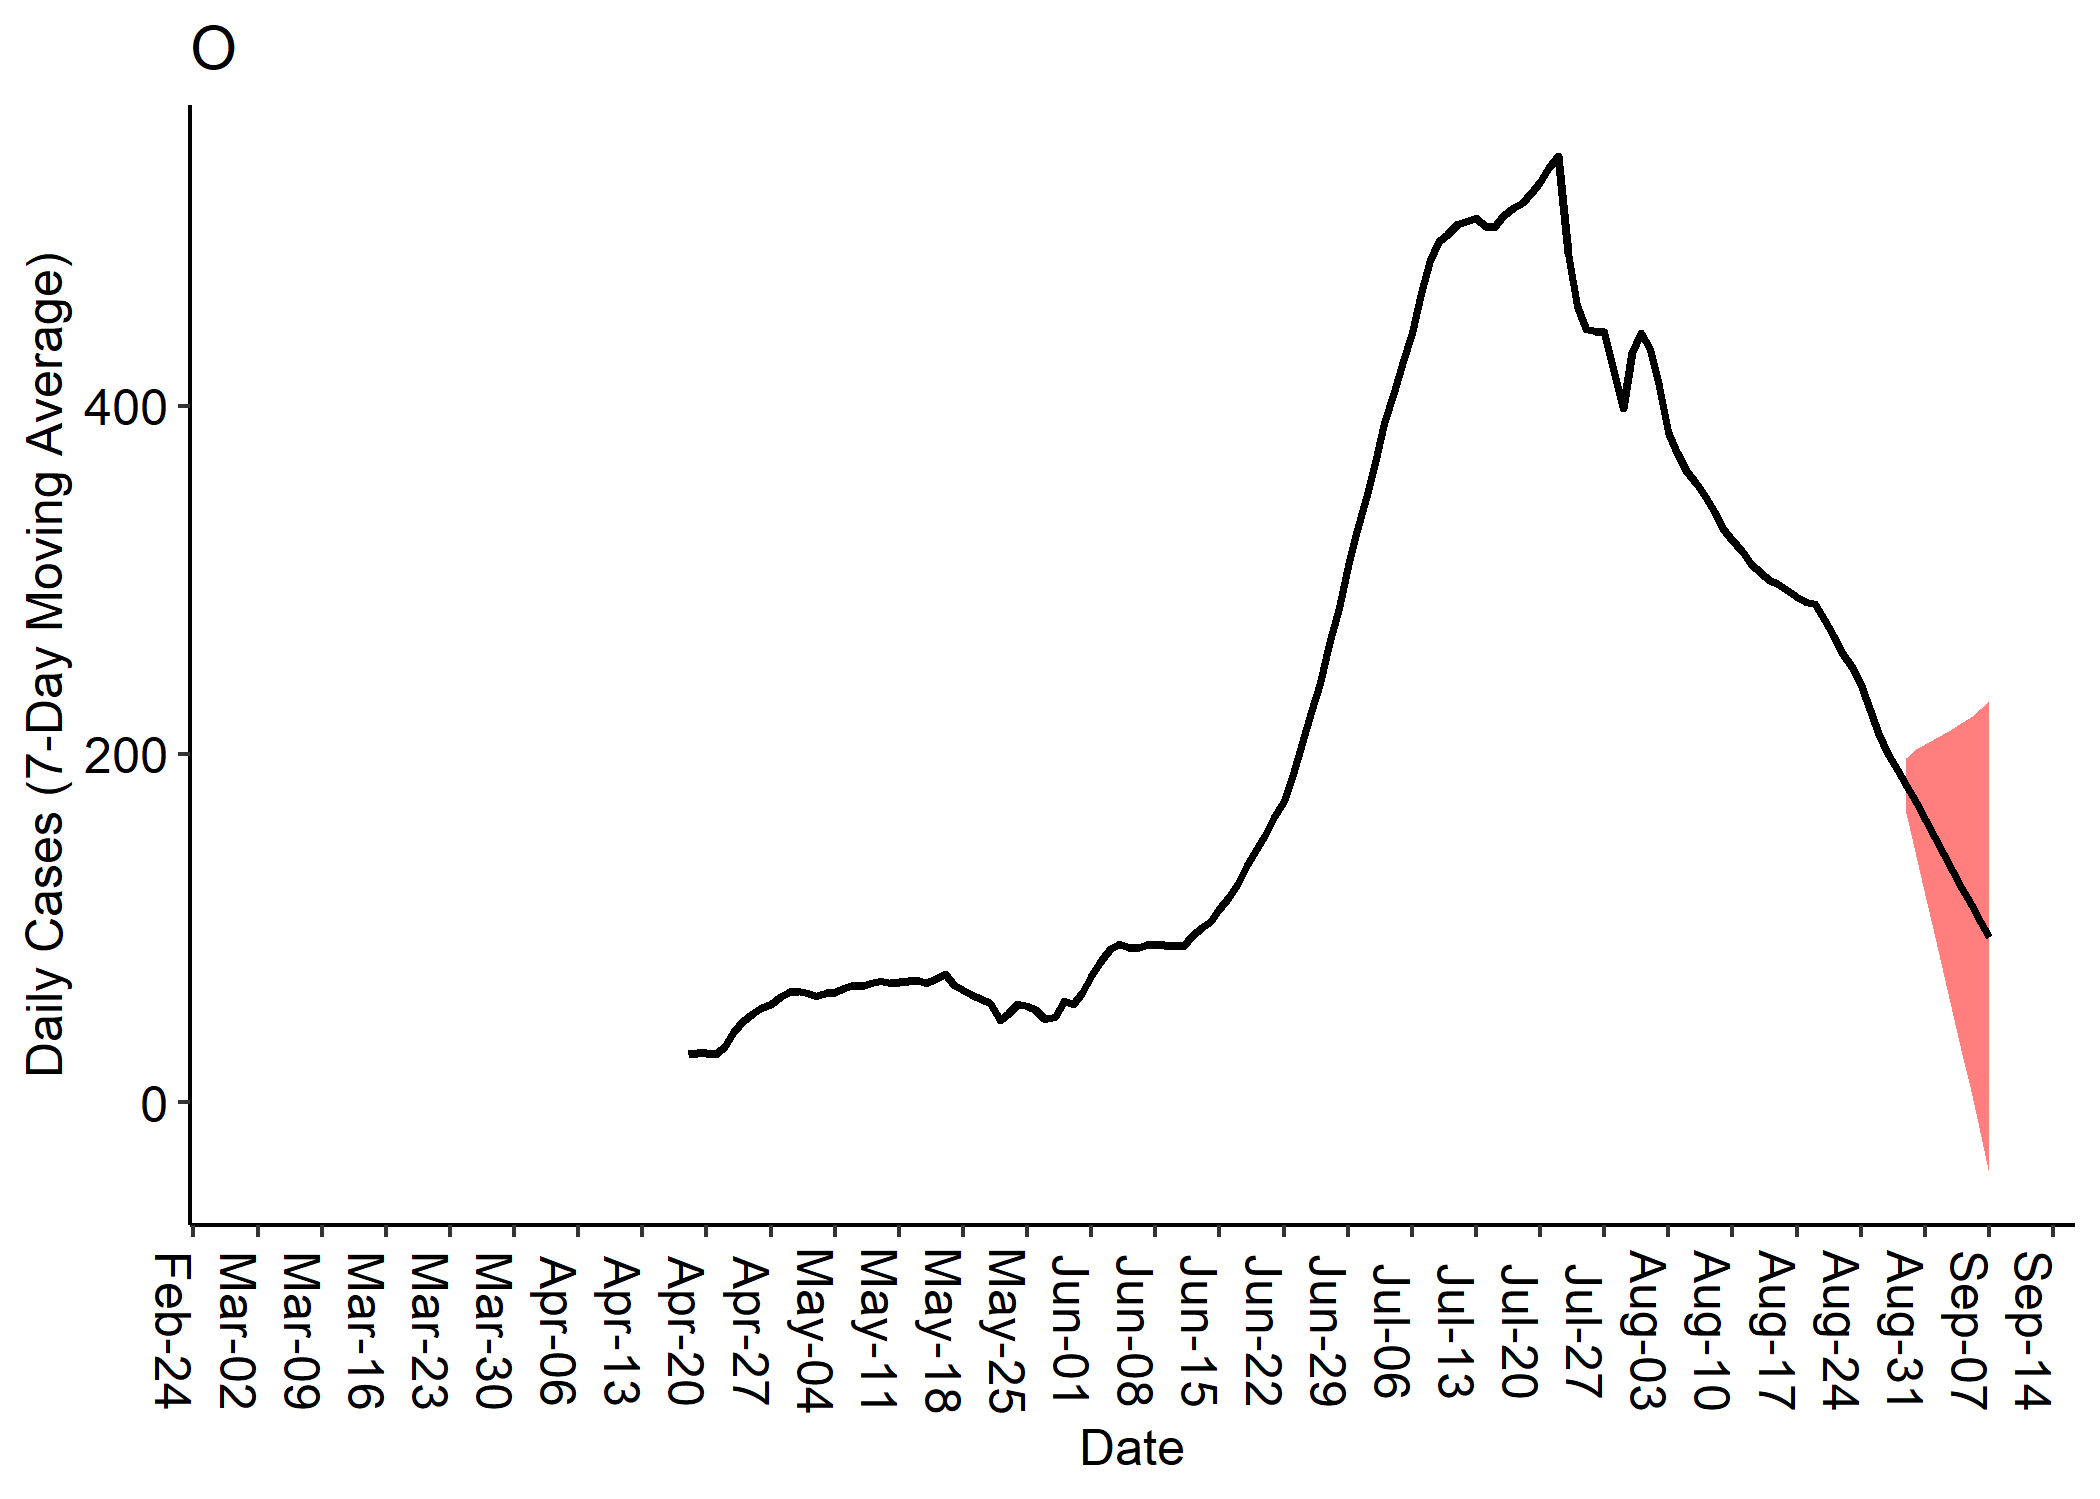 O
Daily Cases (7-Day Moving Average)
400
200
0
Feb-24
Mar-02
Mar-09
Mar-16
Mar-23
Mar-30
Apr-06
Apr-13
Apr-20
Apr-27
May-04
May-11
May-18
May-25
Jun-01
Jun-08
Jun-15
Jun-22
Jun-29
Jul-06
Jul-13
Jul-20
Jul-27
Aug-03
Aug-10
Aug-17
Aug-24
Aug-31
Sep-07
Sep-14
Date